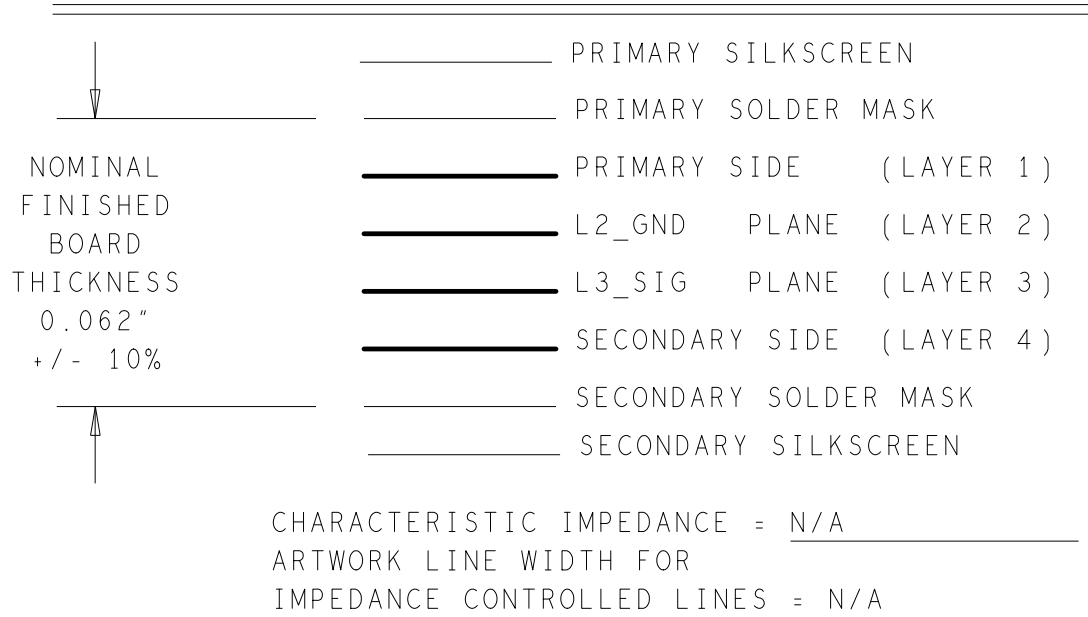 PRIMARY SILKSCREEN
PRIMARY SOLDER MASK
PRIMARY SIDE (LAYER 1)
L2_GND PLANE (LAYER 2)
L3_SIG PLANE (LAYER 3)
SECONDARY SIDE (LAYER 4)
SECONDARY SOLDER MASK
SECONDARY SILKSCREEN
NOMINAL
FINISHED
BOARD
THICKNESS
0.062"
+/- 10%
CHARACTERISTIC IMPEDANCE = N/A
ARTWORK LINE WIDTH FOR
IMPEDANCE CONTROLLED LINES = N/A